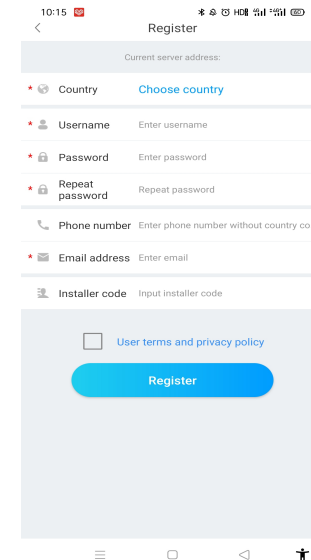 10:15
Register
Current server address:
* Country Choose country
* Username Enter username
* Password Enter password
* Repeat password Repeat password
Phone number Enter phone number without country co
* Email address Enter email
Installer code Input installer code
User terms and privacy policy
Register